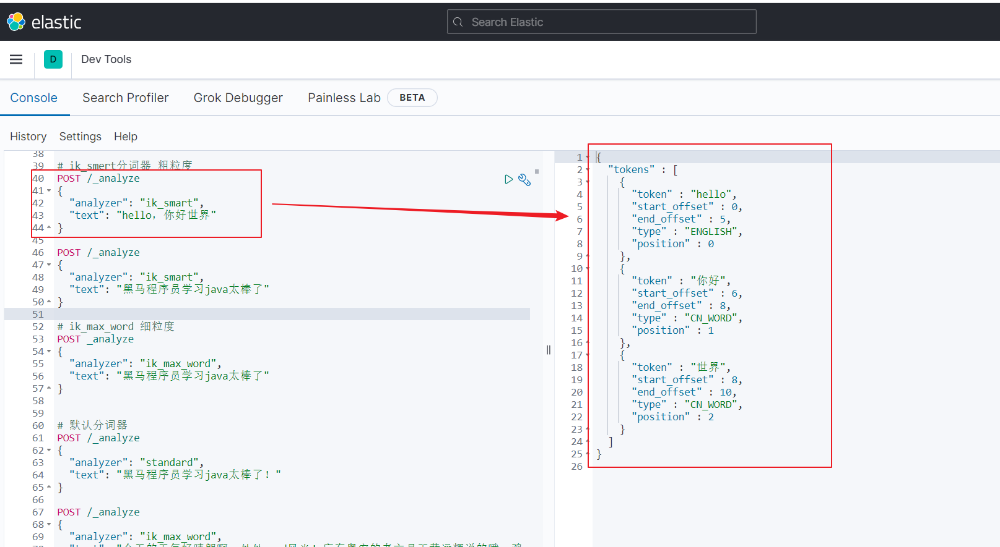 elastic
Search Elastic
D
Dev Tools
Console
Search Profiler
Grok Debugger
Painless Lab
BETA
History
Settings
Help
38
39 # ik_smert分词器 粗粒度
40 POST /_analyze
41 {
42 "analyzer": "ik_smart",
43 "text": "hello，你好世界"
44 }
45
46 POST /_analyze
47 {
48 "analyzer": "ik_smart",
49 "text": "黑马程序员学习java太棒了"
50 }
51
52 # ik_max_word 细粒度
53 POST _analyze
54 {
55 "analyzer": "ik_max_word",
56 "text": "黑马程序员学习java太棒了"
57 }
58
59
60 # 默认分词器
61 POST /_analyze
62 {
63 "analyzer": "standard",
64 "text": "黑马程序员学习java太棒了！"
65 }
66
67 POST /_analyze
68 {
69 "analyzer": "ik_max_word",
1 {
2 "tokens" : [
3 {
4 "token" : "hello",
5 "start_offset" : 0,
6 "end_offset" : 5,
7 "type" : "ENGLISH",
8 "position" : 0
9 },
10 {
11 "token" : "你好",
12 "start_offset" : 6,
13 "end_offset" : 8,
14 "type" : "CN_WORD",
15 "position" : 1
16 },
17 {
18 "token" : "世界",
19 "start_offset" : 8,
20 "end_offset" : 10,
21 "type" : "CN_WORD",
22 "position" : 2
23 }
24 ]
25 }
26